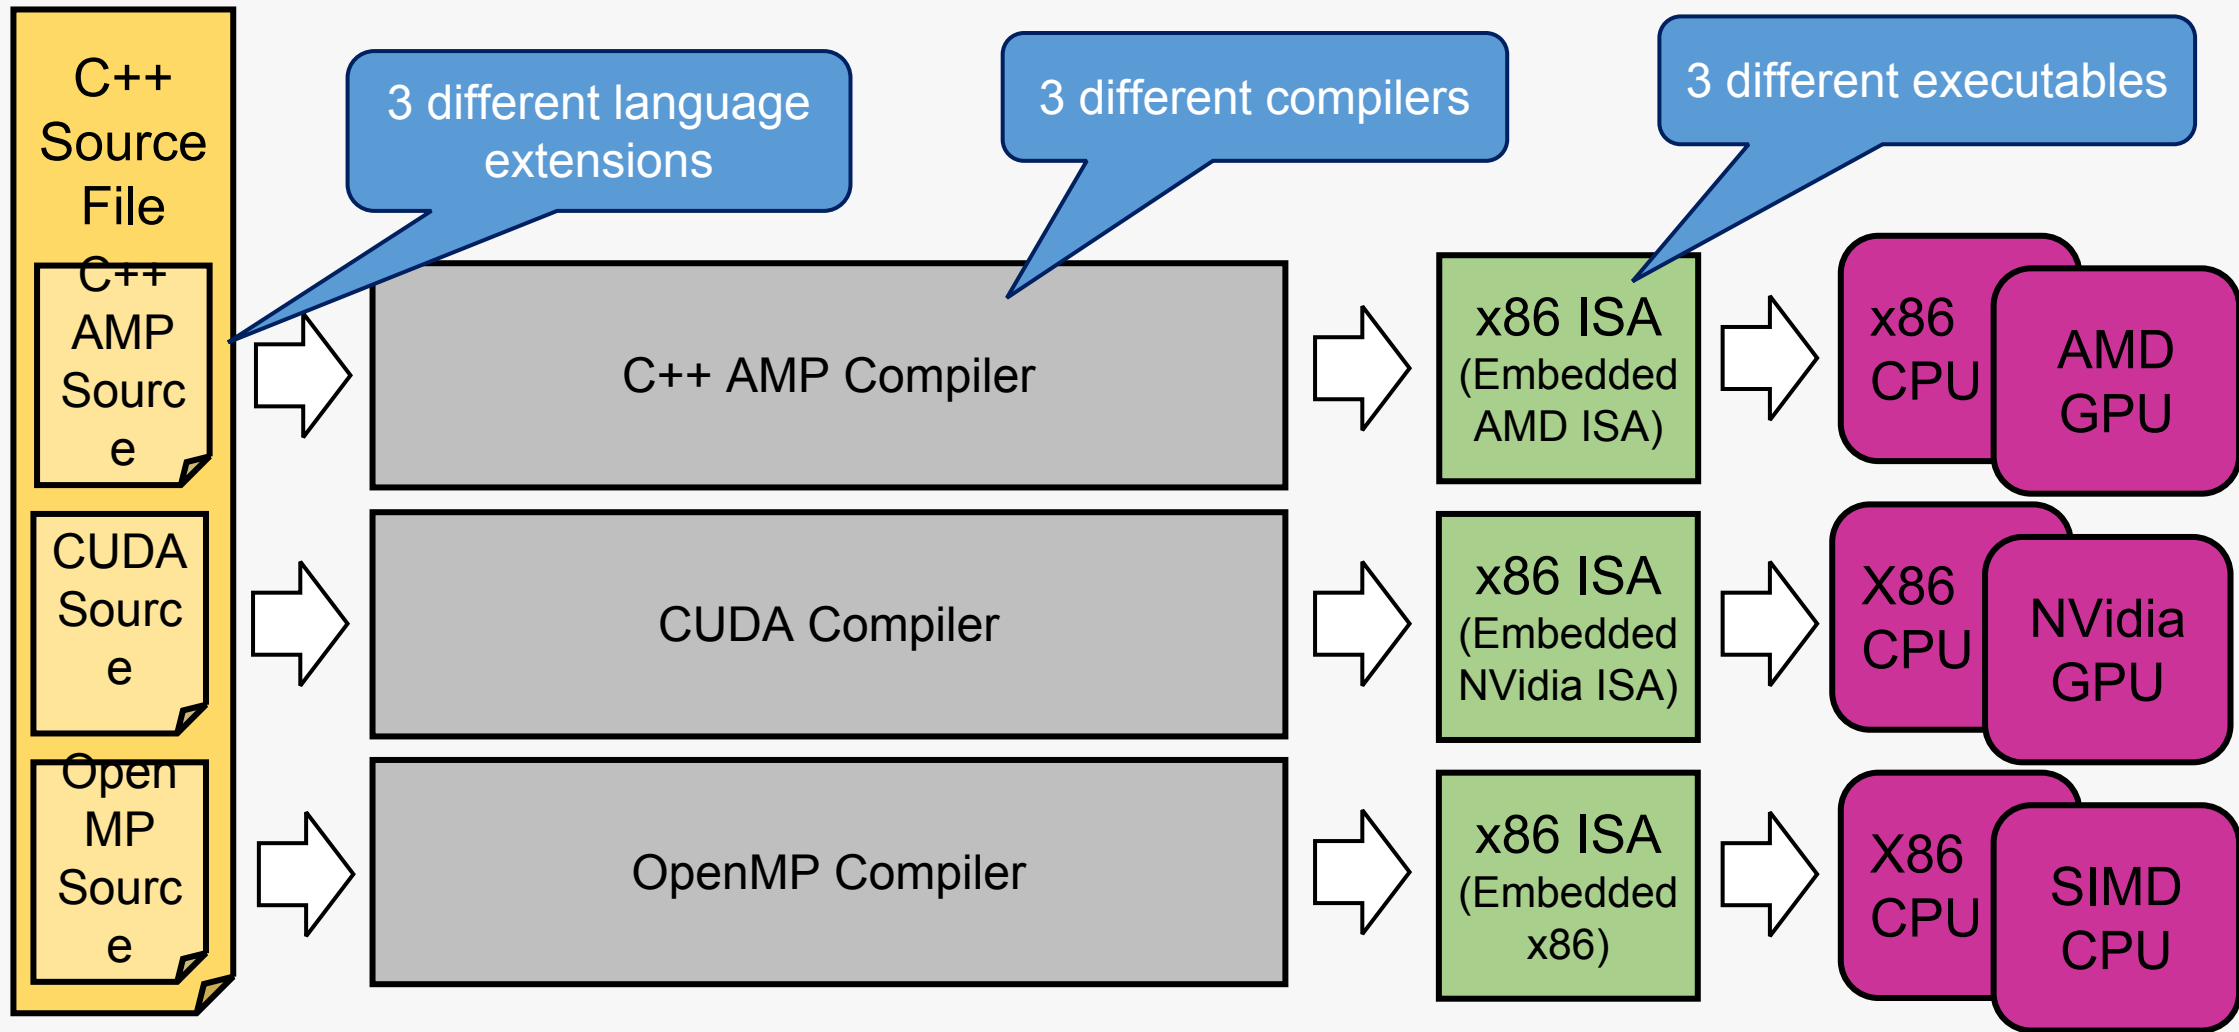 C++
Source
File
C++
AMP
Sourc
e
CUDA
Sourc
e
Open
MP
Sourc
e
3 different language
extensions
3 different compilers
3 different executables
C++ AMP Compiler
CUDA Compiler
OpenMP Compiler
x86 ISA
(Embedded
AMD ISA)
x86 ISA
(Embedded
NVidia ISA)
x86 ISA
(Embedded
x86)
x86
CPU
AMD
GPU
X86
CPU
NVidia
GPU
X86
CPU
SIMD
CPU